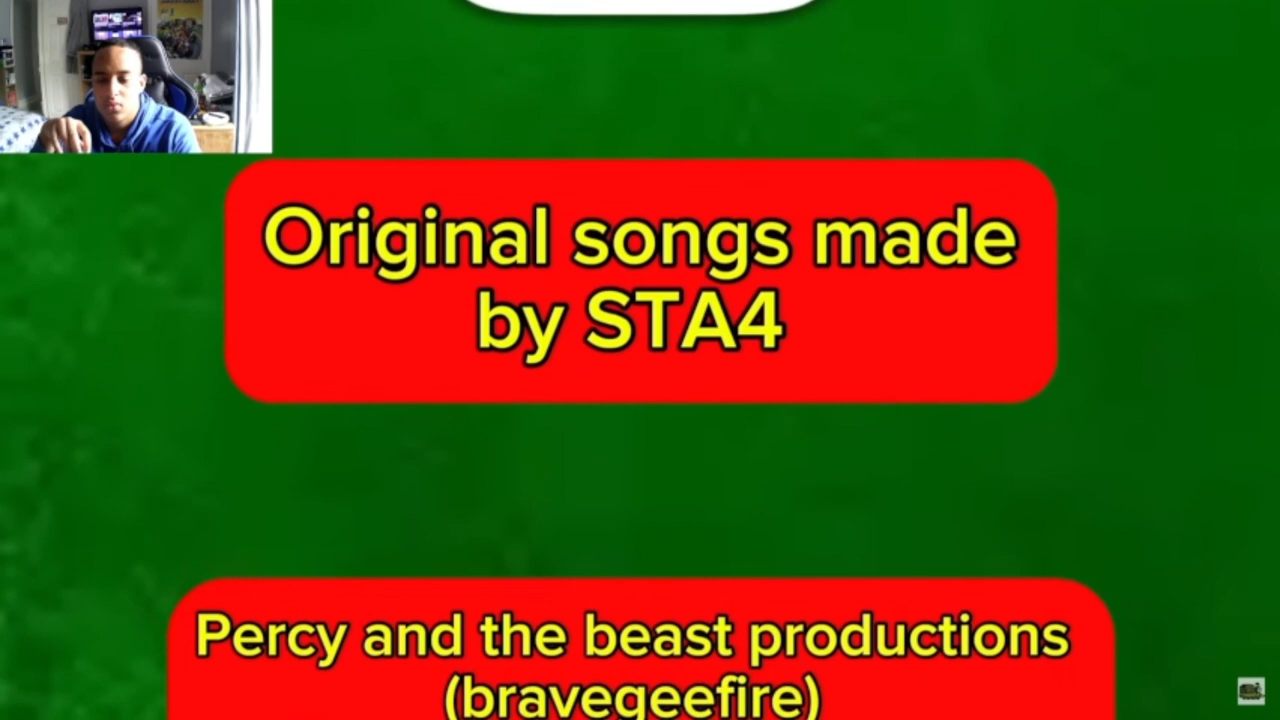 Original songs made
by STA4
Percy and the beast productions
(bravegeefire)